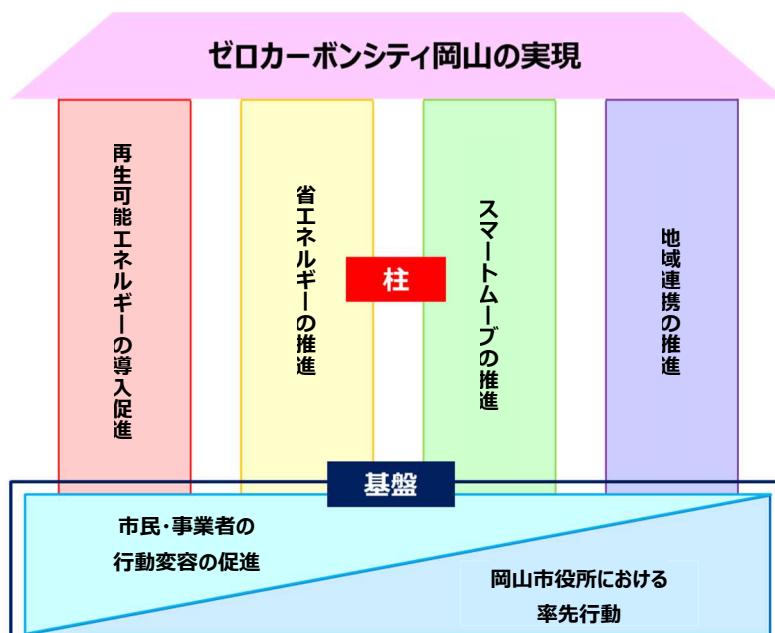 ゼロカーボンシティ岡山の実現
再生可能エネルギーの導入促進
省エネルギーの推進
柱
スマートムーブの推進
地域連携の推進
基盤
市民・事業者の
行動変容の促進
岡山市役所における
率先行動